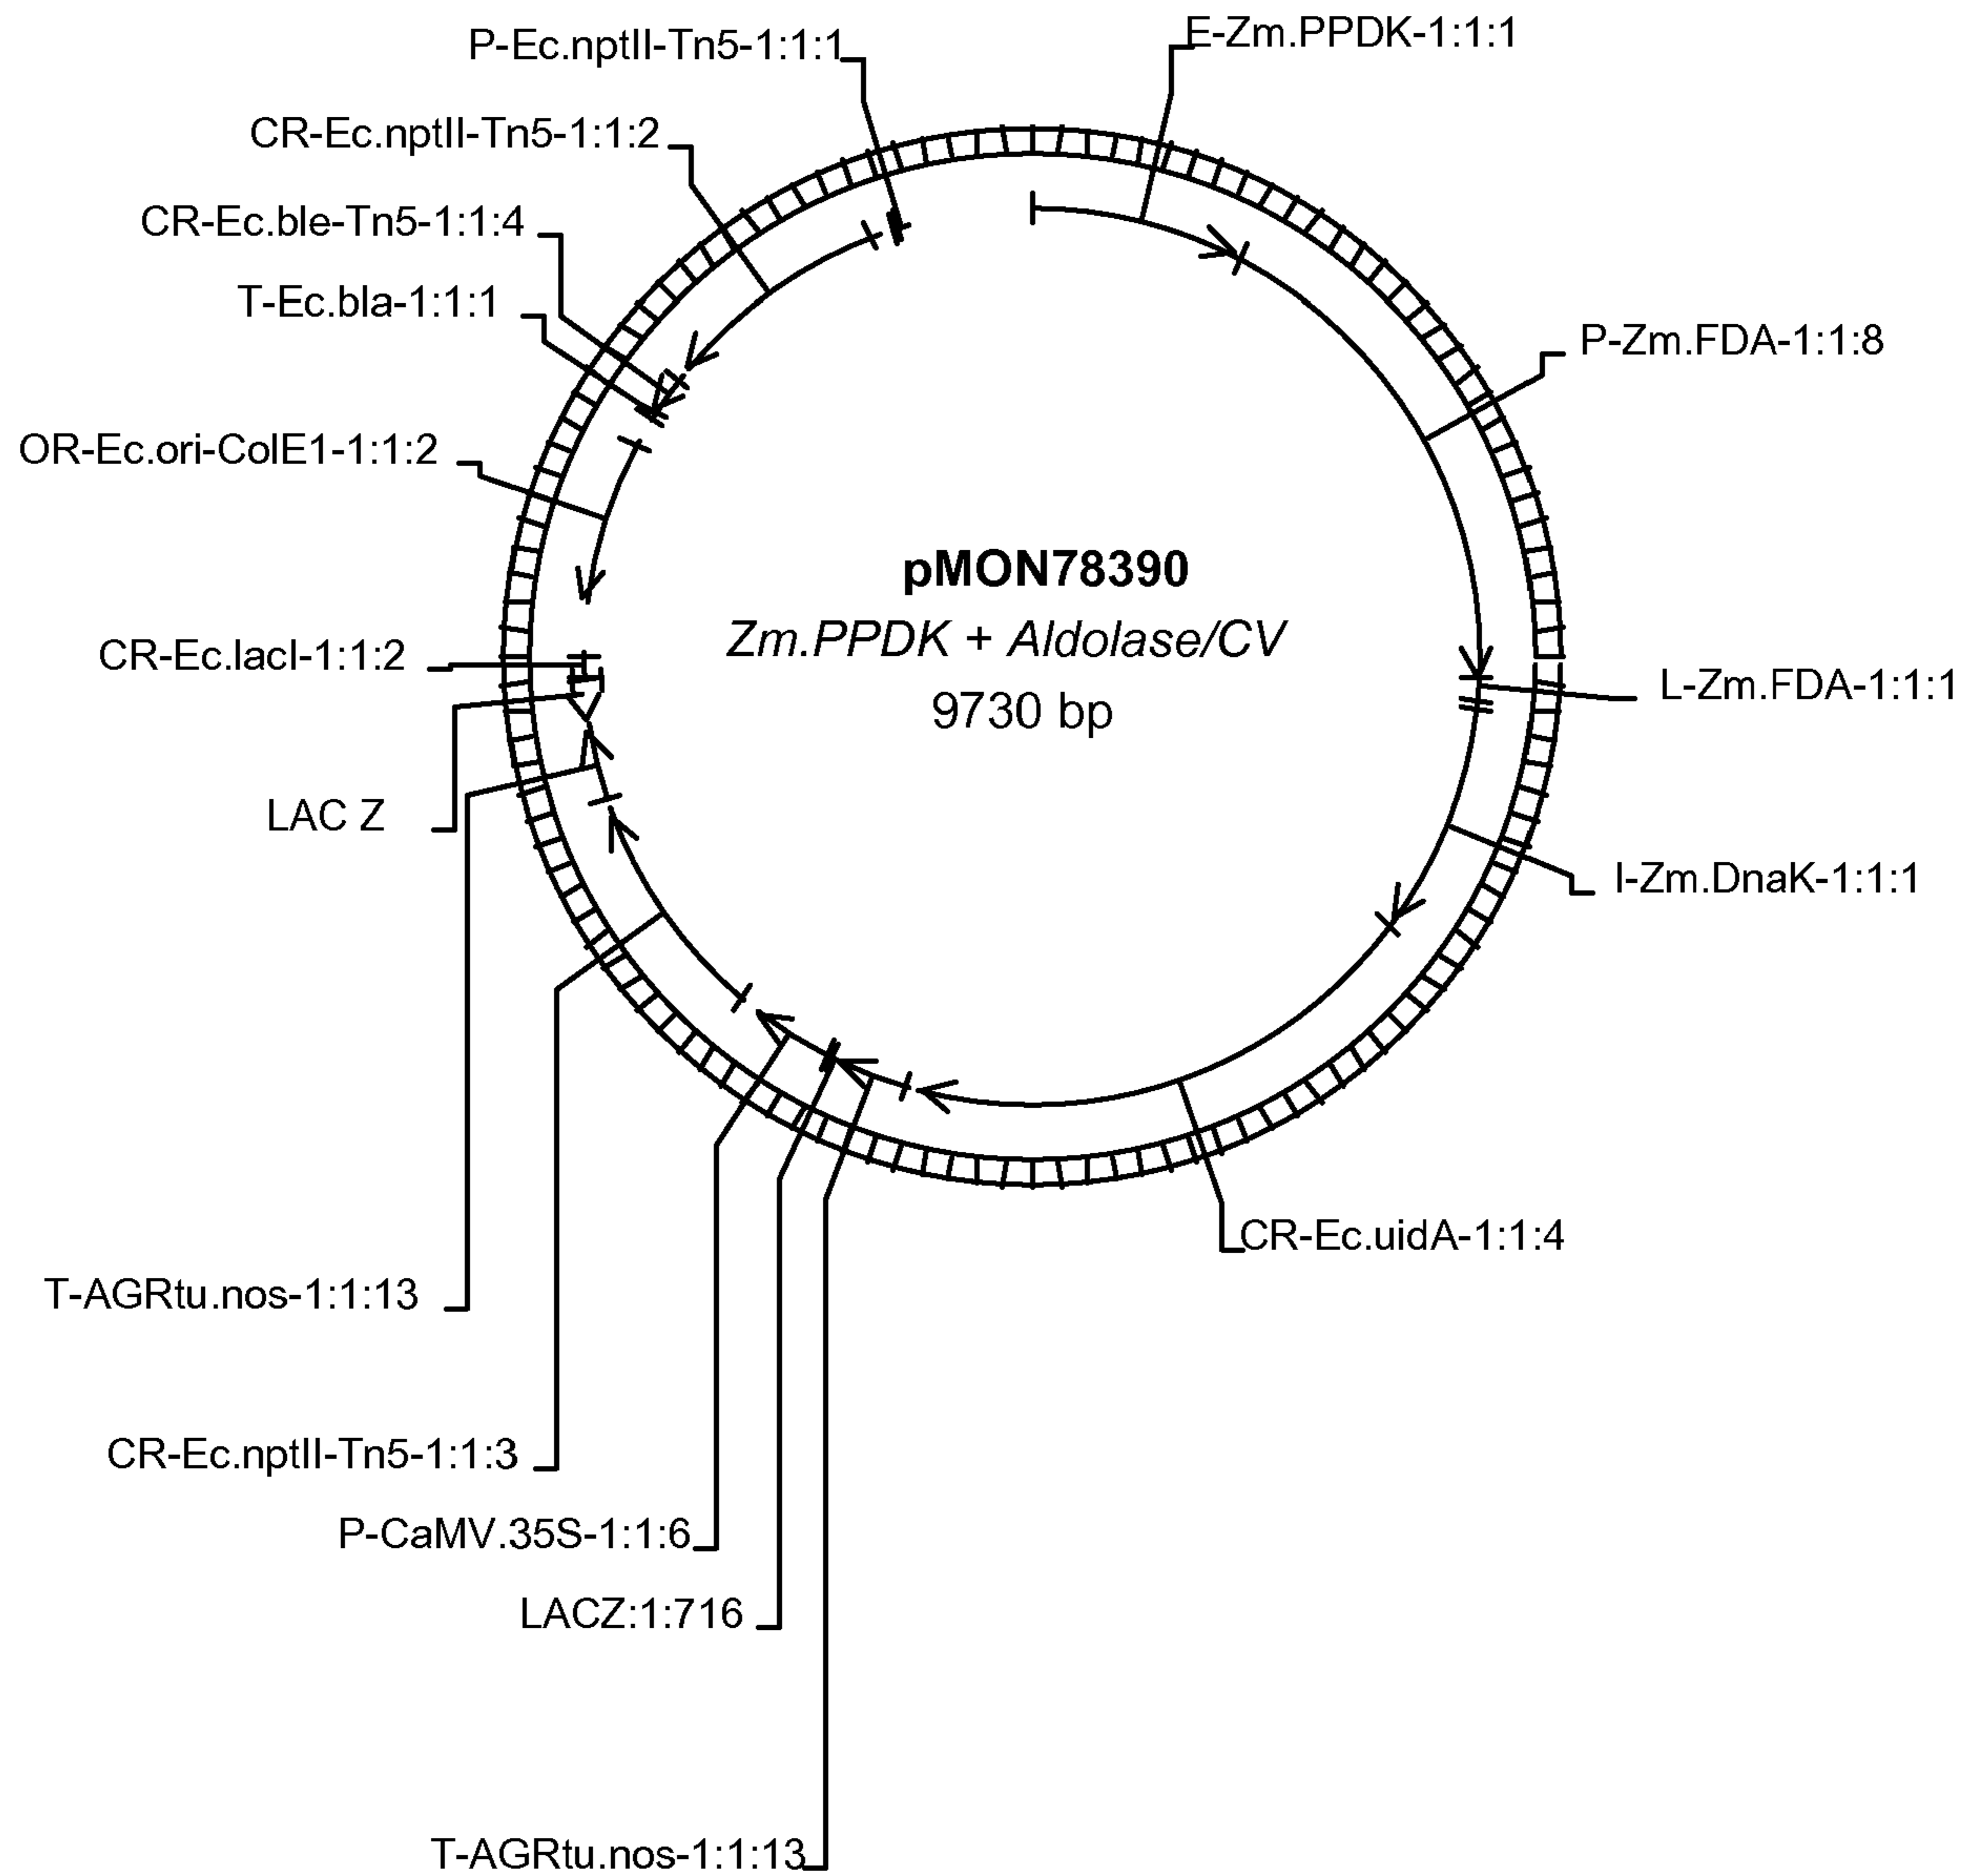 P-Ec.nptII-Tn5-1:1:1
E-Zm.PPDK-1:1:1
CR-Ec.nptII-Tn5-1:1:2
CR-Ec.ble-Tn5-1:1:4
T-Ec.bla-1:1:1
P-Zm.FDA-1:1:8
OR-Ec.ori-ColE1-1:1:2
pMON78390
Zm.PPDK + Aldolase/CV
9730 bp
CR-Ec.lacI-1:1:2
L-Zm.FDA-1:1:1
LAC Z
I-Zm.DnaK-1:1:1
CR-Ec.uidA-1:1:4
T-AGRtu.nos-1:1:13
CR-Ec.nptII-Tn5-1:1:3
P-CaMV.35S-1:1:6
LACZ:1:716
T-AGRtu.nos-1:1:13